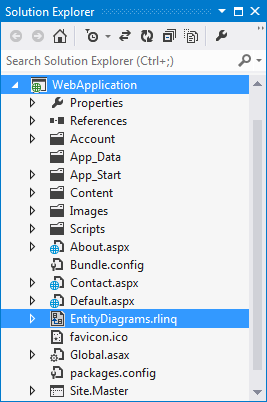 Solution Explorer
Search Solution Explorer (Ctrl+;)
WebApplication
Properties
References
Account
App_Data
App_Start
Content
Images
Scripts
About.aspx
Bundle.config
Contact.aspx
Default.aspx
EntityDiagrams.rlinq
favicon.ico
Global.asax
packages.config
Site.Master